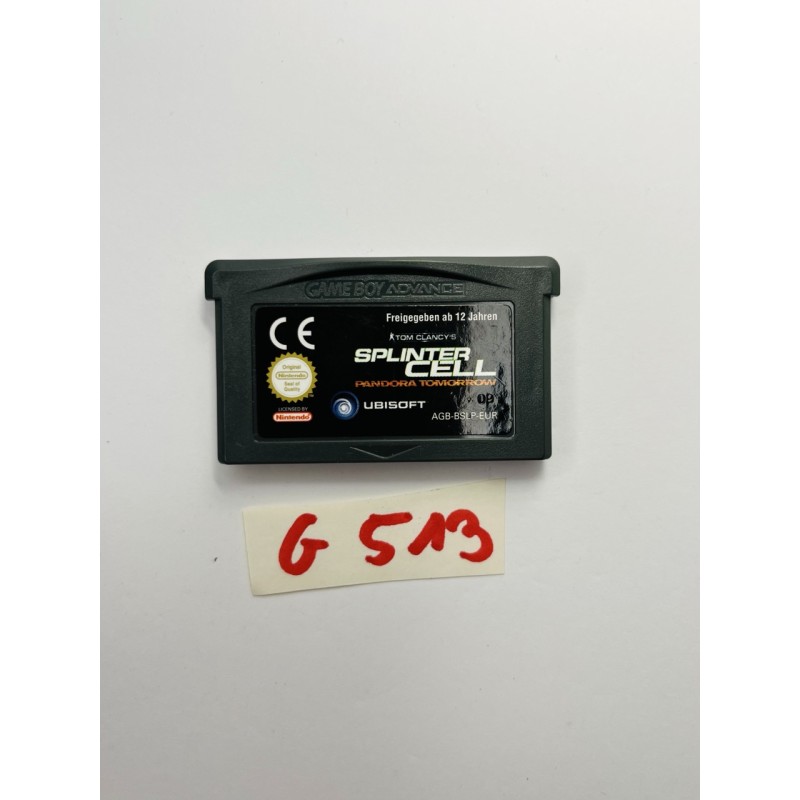 GAME BOY ADVANCE
CE
Freigegeben ab 12 Jahren
TOM CLANCY'S
SPLINTER
CELL
PANDORA TOMORROW
Original
Nintendo
Seal of
Quality
LICENSED BY
Nintendo
UBISOFT
AGB-BSLP-EUR
G 513